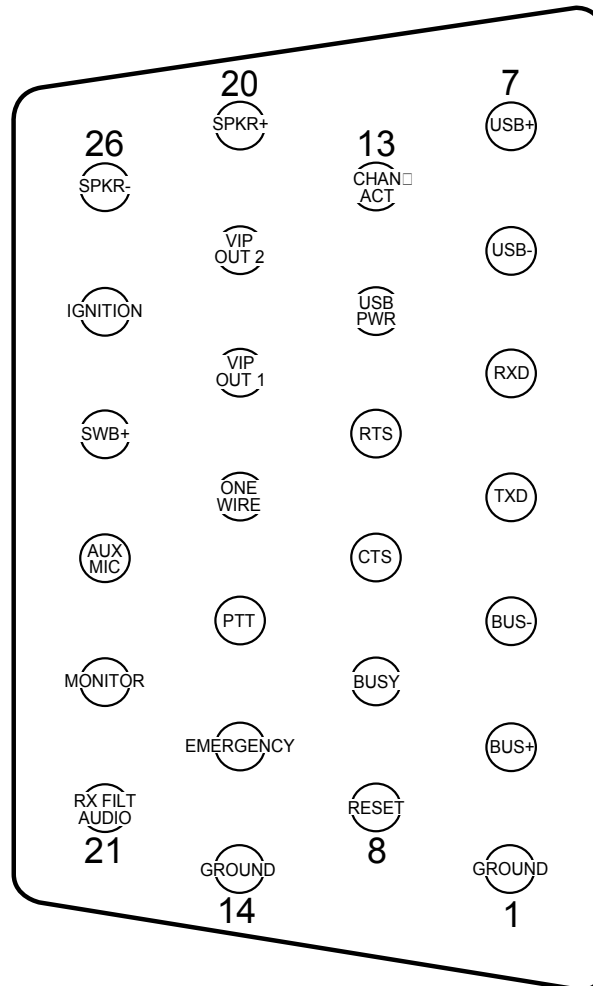 20
7
SPKR+
USB+
26
13
SPKR-
CHAN□
ACT
VIP
OUT 2
USB-
IGNITION
USB
PWR
VIP
OUT 1
RXD
SWB+
RTS
ONE
WIRE
TXD
AUX
MIC
CTS
PTT
BUS-
MONITOR
BUSY
EMERGENCY
BUS+
RX FILT
AUDIO
RESET
21
8
GROUND
GROUND
14
1